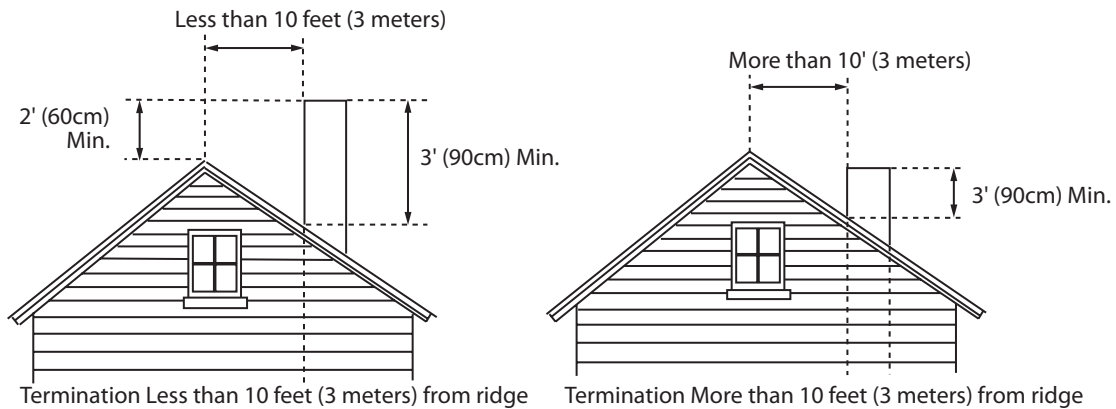 Less than 10 feet (3 meters)
2' (60cm)
Min.
3' (90cm) Min.
Termination Less than 10 feet (3 meters) from ridge
More than 10' (3 meters)
3' (90cm) Min.
Termination More than 10 feet (3 meters) from ridge